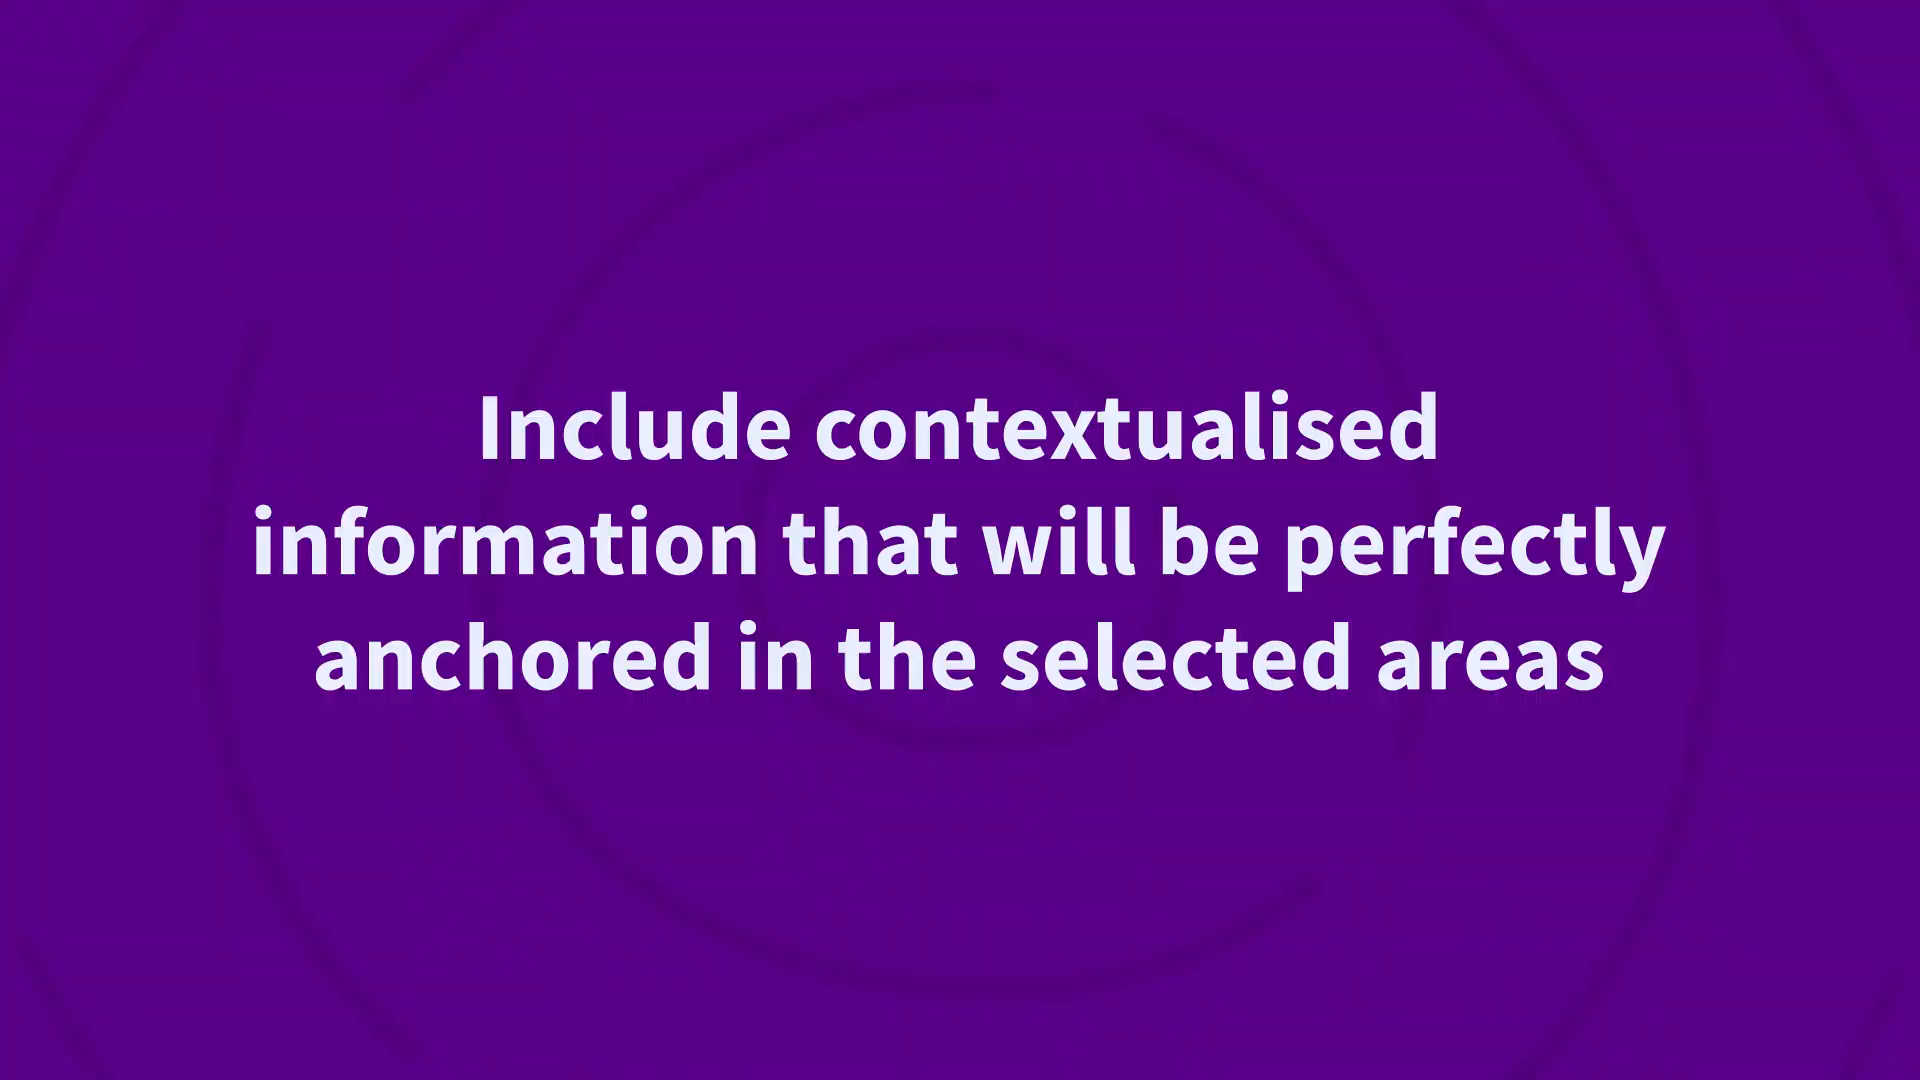 Include contextualised
information that will be perfectly
anchored in the selected areas